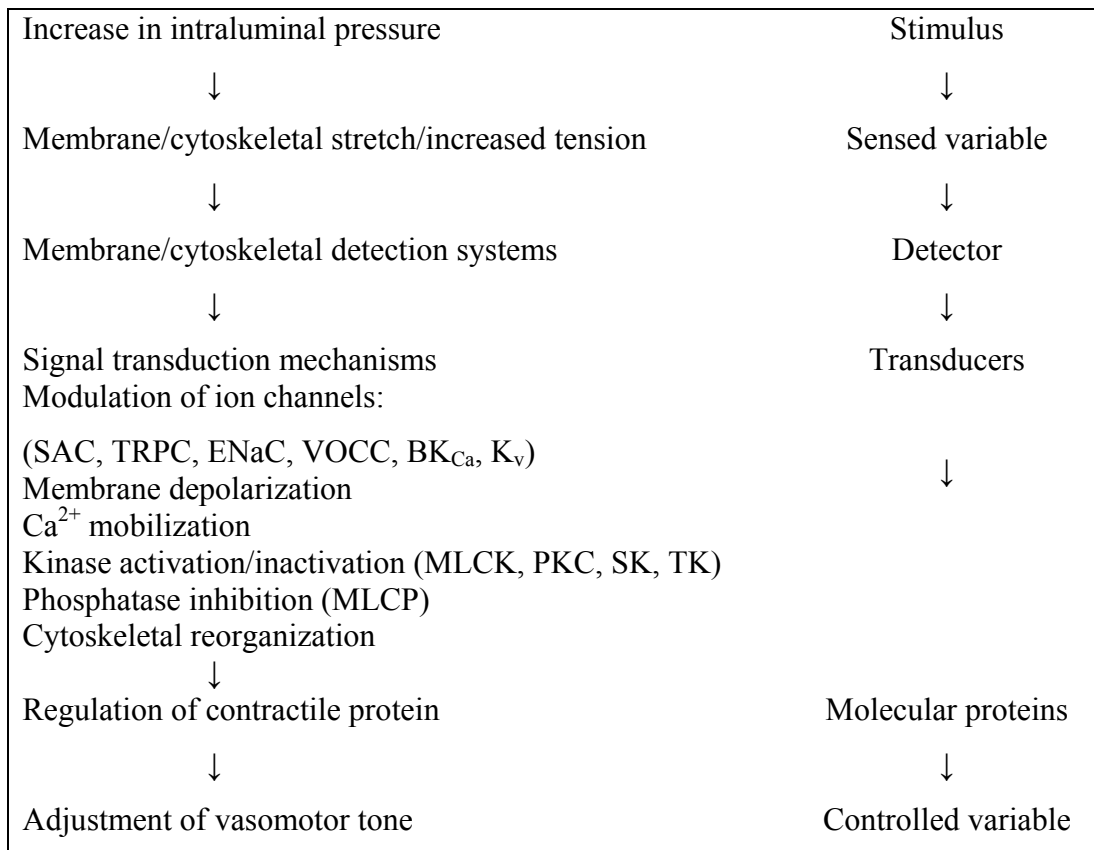 Increase in intraluminal pressure Stimulus
↓ ↓
Membrane/cytoskeletal stretch/increased tension Sensed variable
↓ ↓
Membrane/cytoskeletal detection systems Detector
↓ ↓
Signal transduction mechanisms Transducers
Modulation of ion channels:
(SAC, TRPC, ENaC, VOCC, BK_Ca, K_v)
↓
Membrane depolarization
Ca²⁺ mobilization
Kinase activation/inactivation (MLCK, PKC, SK, TK)
Phosphatase inhibition (MLCP)
Cytoskeletal reorganization
↓
Regulation of contractile protein Molecular proteins
↓ ↓
Adjustment of vasomotor tone Controlled variable